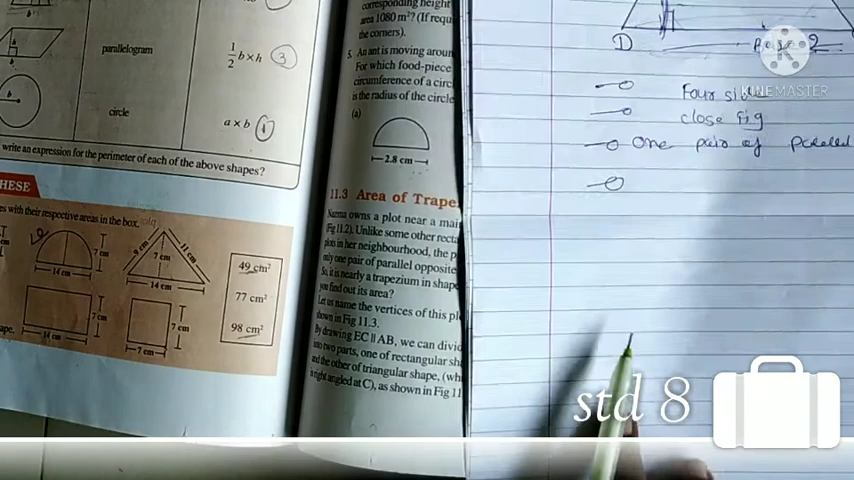 corresponding height
area 1080 m²? (If requ
the corners).
5. An ant is moving aroun
For which food-piece
circumference of a circ
is the radius of the circle
(a)
2.8 cm
11.3 Area of Trape
Nazma owns a plot near a mai
(Fig 11.2). Unlike some other recta
plots in her neighbourhood, the p
only one pair of parallel opposite
So, it is nearly a trapezium in shape
you find out its area?
Let us name the vertices of this pl
shown in Fig 11.3.
By drawing EC || AB, we can divid
into two parts, one of rectangular sh
and the other of triangular shape, (wh
is right angled at C), as shown in Fig 11
b
parallelogram
1/2 b × h 3
b
circle
a × b
write an expression for the perimeter of each of the above shapes?
HESE
es with their respective areas in the box.
7 cm
14 cm
9 cm
11 cm
7 cm
14 cm
49 cm²
77 cm²
98 cm²
7 cm
14 cm
7 cm
7 cm
ape.
D
Four side
close fig
One pair of
KINEMASTER
std 8